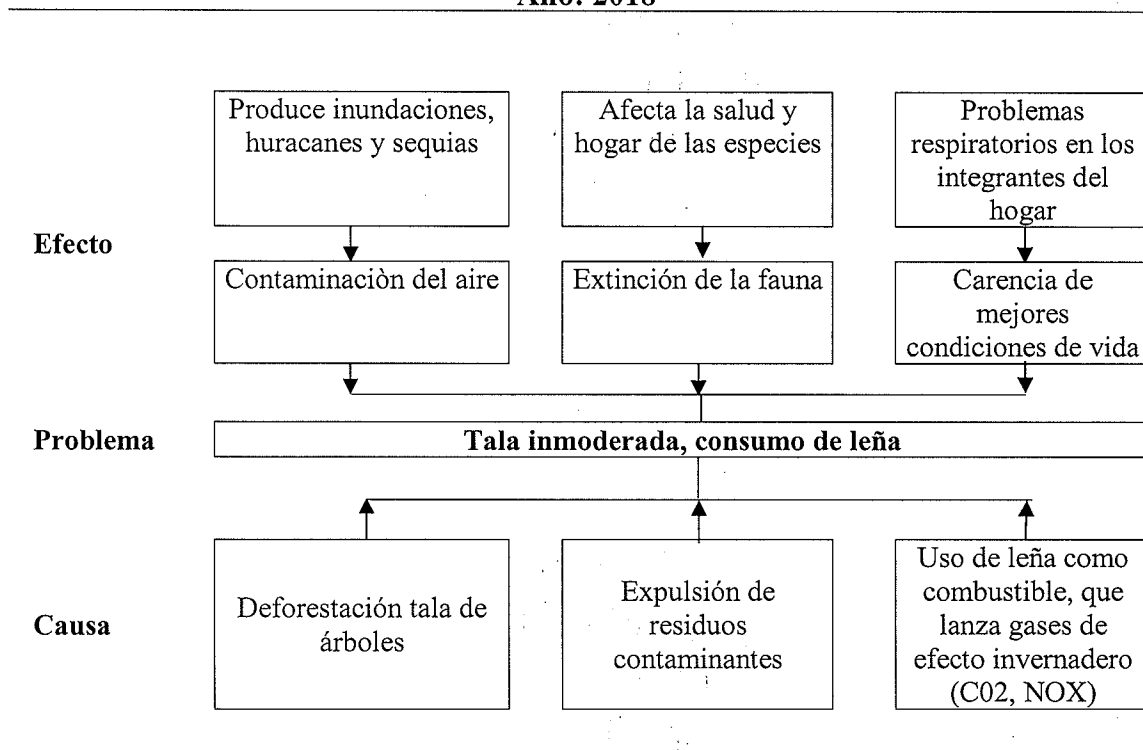 Año: 2018
Produce inundaciones,
huracanes y sequias
Afecta la salud y
hogar de las especies
Problemas
respiratorios en los
integrantes del
hogar
Efecto
Contaminaciòn del aire
Extinción de la fauna
Carencia de
mejores
condiciones de vida
Problema
Tala inmoderada, consumo de leña
Causa
Deforestación tala de
árboles
Expulsión de
residuos
contaminantes
Uso de leña como
combustible, que
lanza gases de
efecto invernadero
(C02, NOX)